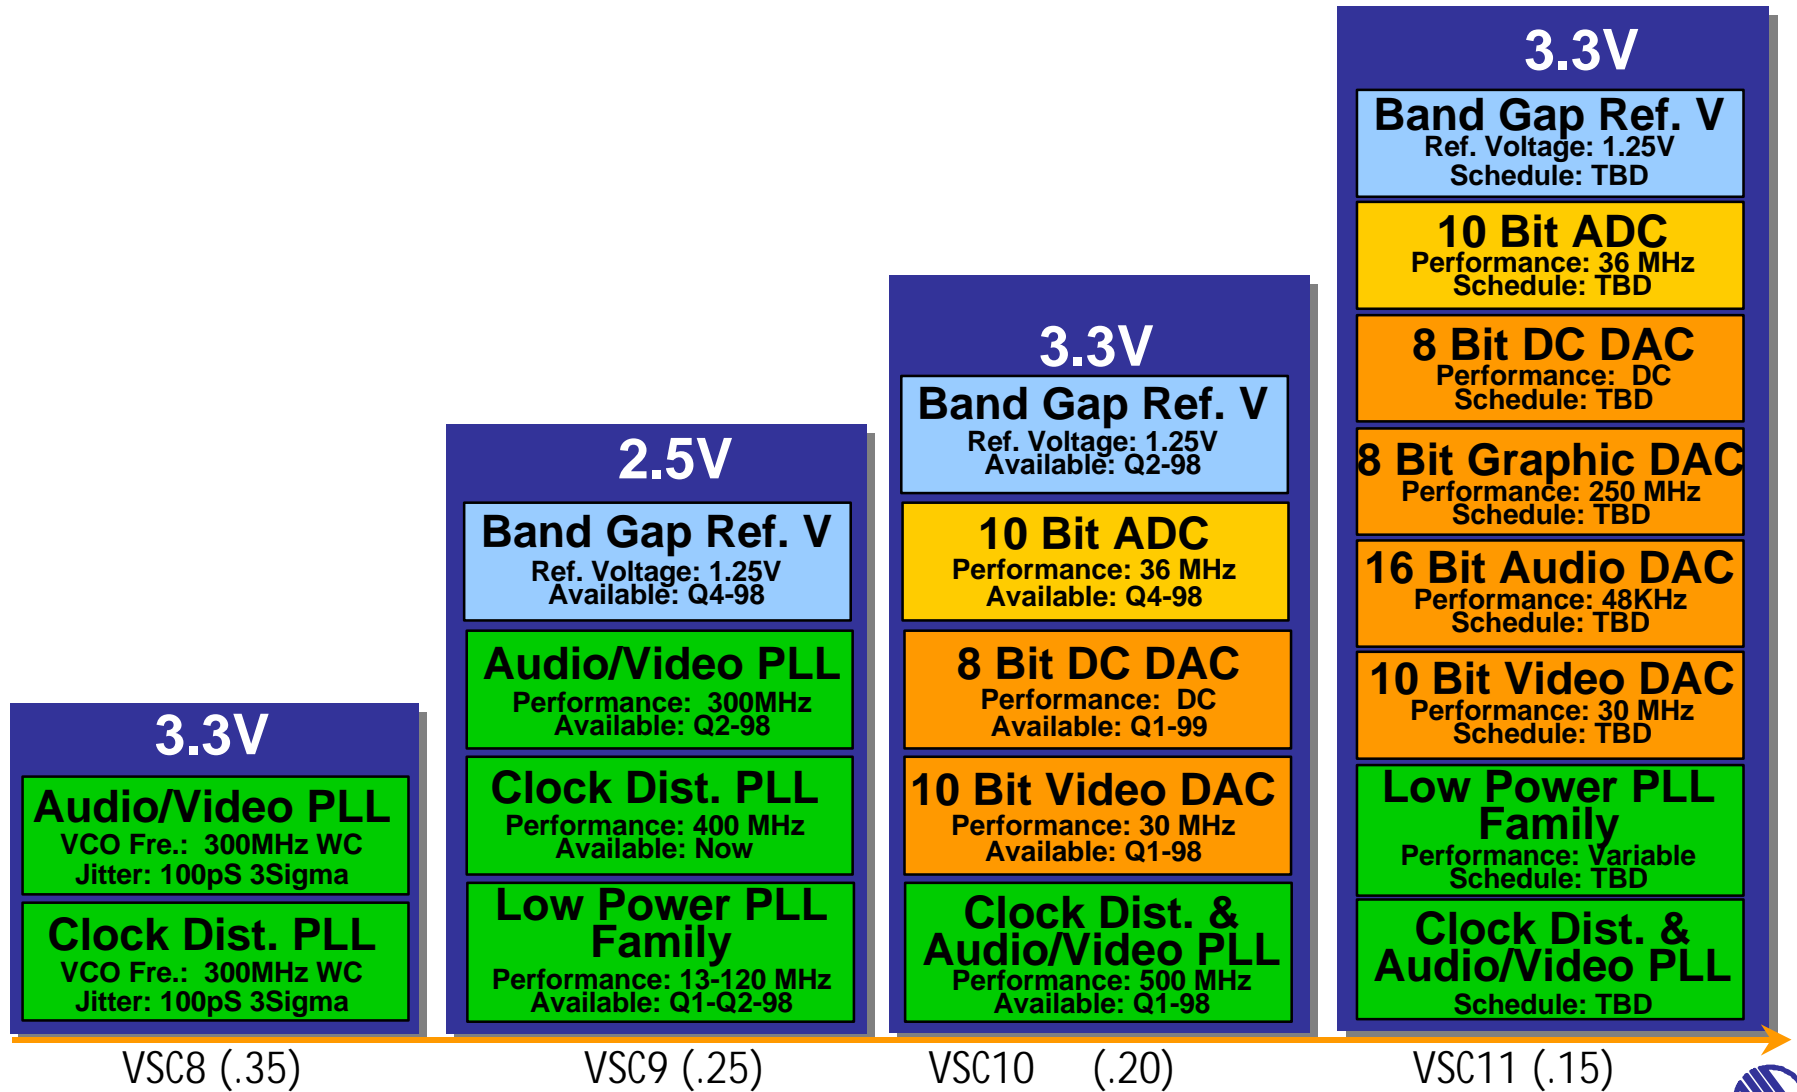 3.3V
Audio/Video PLL
VCO Fre.: 300MHz WC
Jitter: 100pS 3Sigma
Clock Dist. PLL
VCO Fre.: 300MHz WC
Jitter: 100pS 3Sigma
VSC8 (.35)
2.5V
Band Gap Ref. V
Ref. Voltage: 1.25V
Available: Q4-98
Audio/Video PLL
Performance: 300MHz
Available: Q2-98
Clock Dist. PLL
Performance: 400 MHz
Available: Now
Low Power PLL
Family
Performance: 13-120 MHz
Available: Q1-Q2-98
VSC9 (.25)
3.3V
Band Gap Ref. V
Ref. Voltage: 1.25V
Available: Q2-98
10 Bit ADC
Performance: 36 MHz
Available: Q4-98
8 Bit DC DAC
Performance: DC
Available: Q1-99
10 Bit Video DAC
Performance: 30 MHz
Available: Q1-98
Clock Dist. &
Audio/Video PLL
Performance: 500 MHz
Available: Q1-98
VSC10 (.20)
3.3V
Band Gap Ref. V
Ref. Voltage: 1.25V
Schedule: TBD
10 Bit ADC
Performance: 36 MHz
Schedule: TBD
8 Bit DC DAC
Performance: DC
Schedule: TBD
8 Bit Graphic DAC
Performance: 250 MHz
Schedule: TBD
16 Bit Audio DAC
Performance: 48KHz
Schedule: TBD
10 Bit Video DAC
Performance: 30 MHz
Schedule: TBD
Low Power PLL
Family
Performance: Variable
Schedule: TBD
Clock Dist. &
Audio/Video PLL
Schedule: TBD
VSC11 (.15)